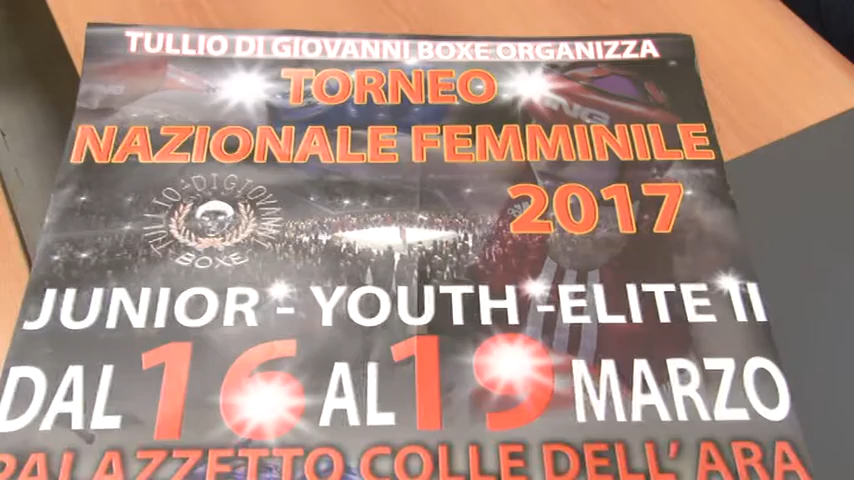 TULLIO DI GIOVANNI BOXE ORGANIZZA
TORNEO
NAZIONALE FEMMINILE
2017
TULLIO DIGIOVANNI
BOXE
JUNIOR - YOUTH -ELITE II
DAL 16 AL 19 MARZO
PALAZZETTO COLLE DELL'ARA